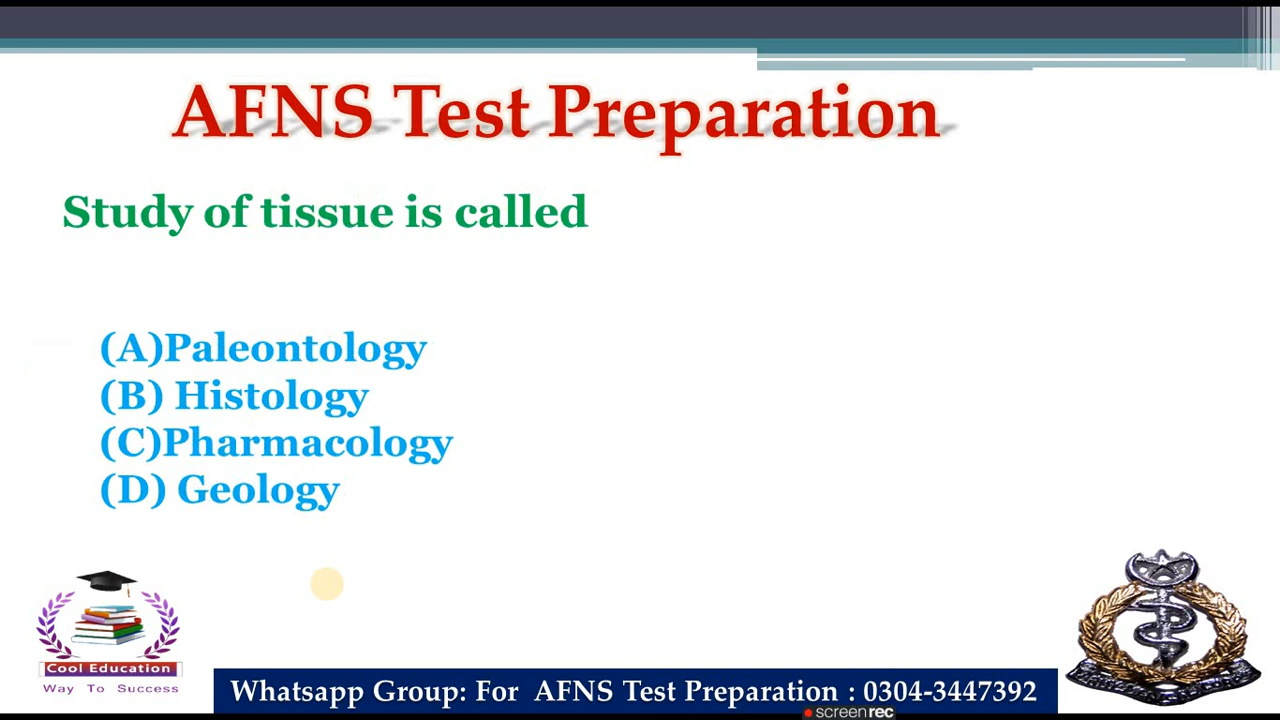 AFNS Test Preparation
Study of tissue is called
(A)Paleontology
(B) Histology
(C)Pharmacology
(D) Geology
Cool Education
Way To Success
Whatsapp Group: For AFNS Test Preparation : 0304-3447392
screenrec